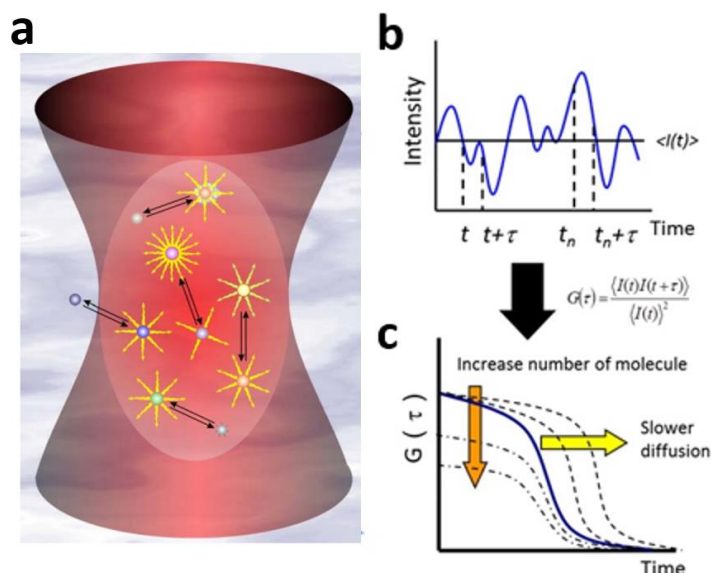 a
b
Intensity
<I(t)>
t
t+τ
tₙ
tₙ+τ
Time
G(τ) = ⟨I(t)I(t+τ)⟩ / ⟨I(t)⟩²
c
Increase number of molecule
G ( τ )
Slower
diffusion
Time